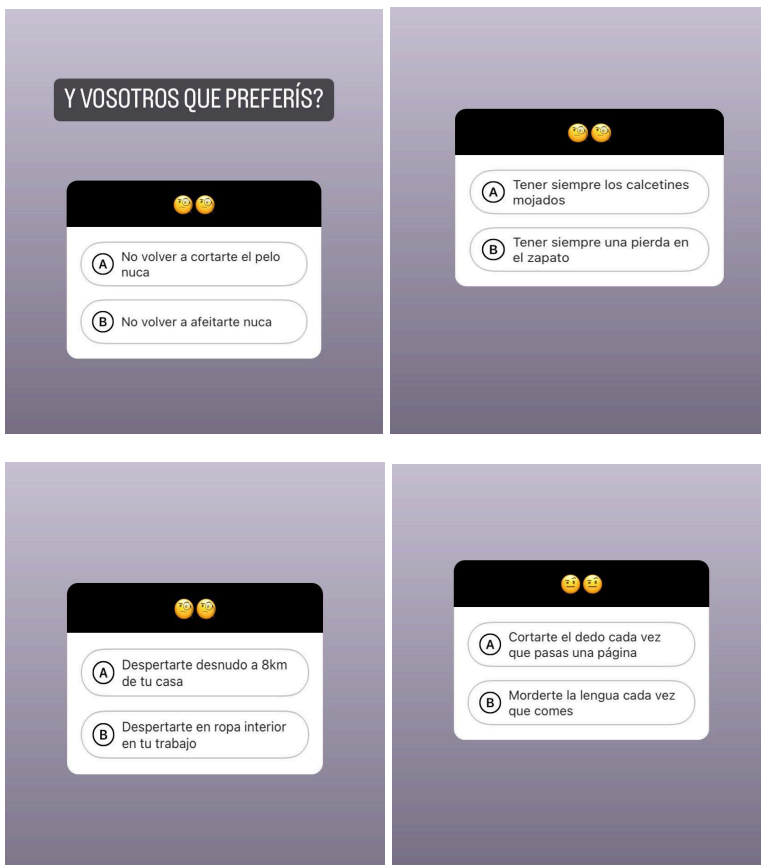 Y VOSOTROS QUE PREFERÍS?
🧐🧐
A No volver a cortarte el pelo
nuca
B No volver a afeitarte nuca
🧐🧐
A Tener siempre los calcetines
mojados
B Tener siempre una pierda en
el zapato
🧐🧐
A Despertarte desnudo a 8km
de tu casa
B Despertarte en ropa interior
en tu trabajo
🤨🤨
A Cortarte el dedo cada vez
que pasas una página
B Morderte la lengua cada vez
que comes